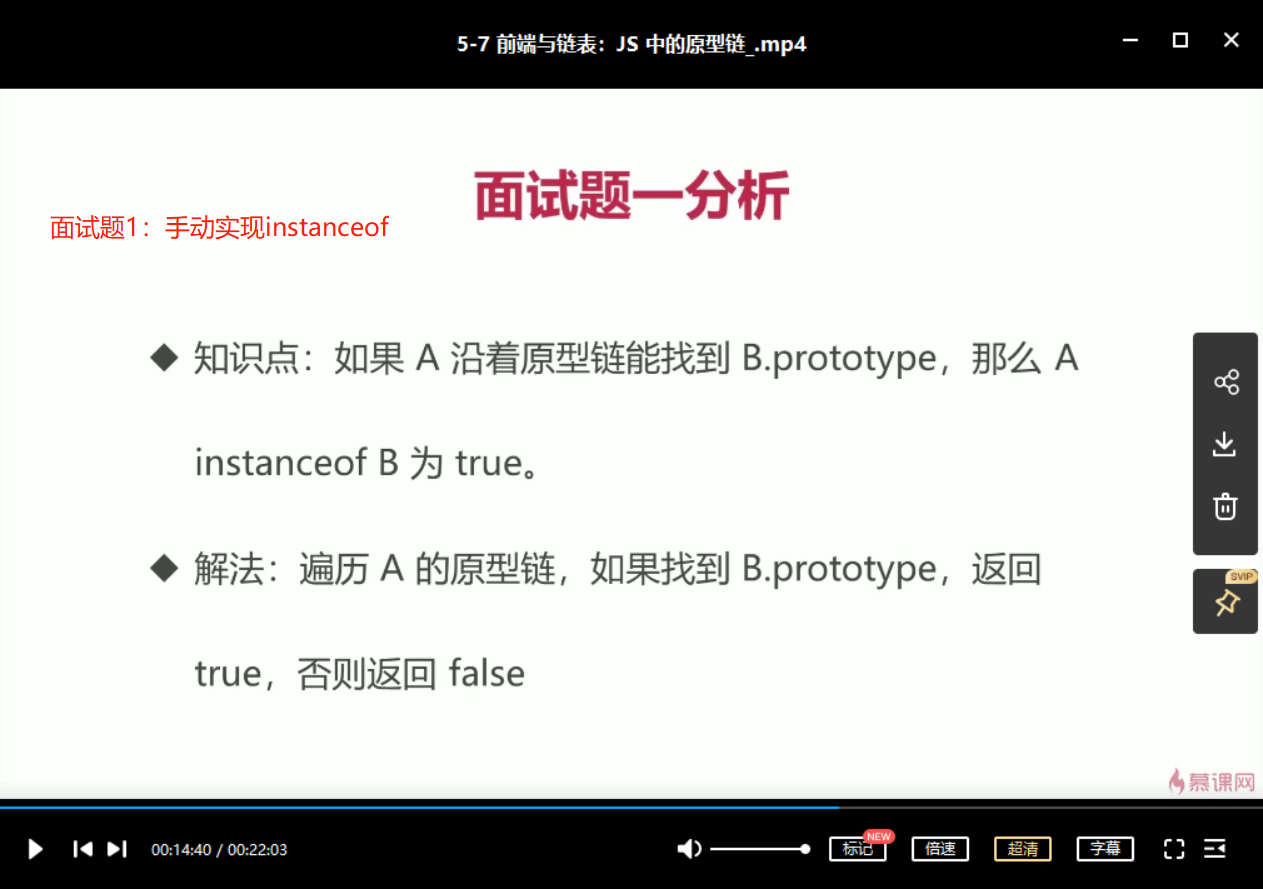 5-7 前端与链表：JS 中的原型链_.mp4
面试题一分析
面试题1：手动实现instanceof
◆ 知识点：如果 A 沿着原型链能找到 B.prototype，那么 A
instanceof B 为 true。
◆ 解法：遍历 A 的原型链，如果找到 B.prototype，返回
true，否则返回 false
SVIP
慕课网
00:14:40 / 00:22:03
标记
NEW
倍速
超清
字幕